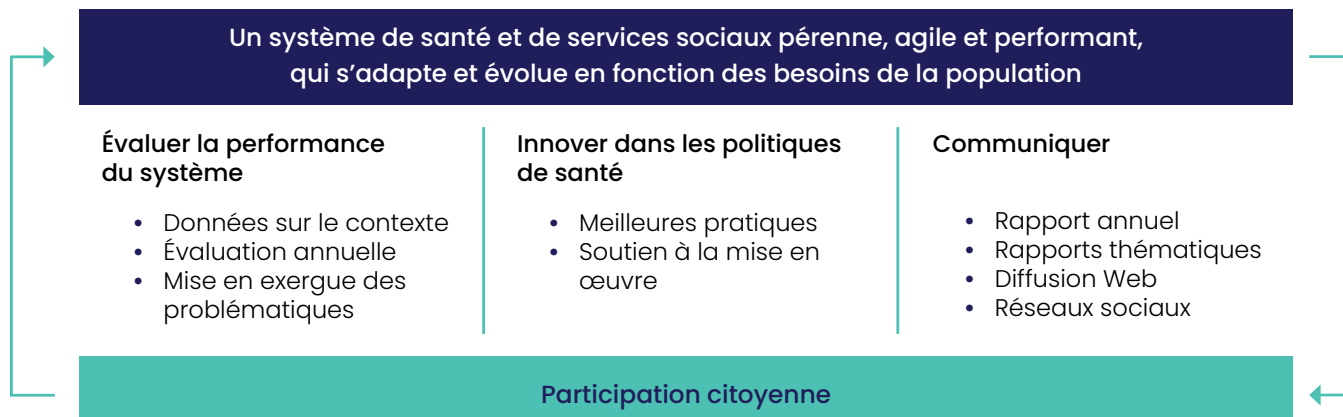 Un système de santé et de services sociaux pérenne, agile et performant,
qui s’adapte et évolue en fonction des besoins de la population
Évaluer la performance
du système
• Données sur le contexte
• Évaluation annuelle
• Mise en exergue des
problématiques
Innover dans les politiques
de santé
• Meilleures pratiques
• Soutien à la mise en
œuvre
Communiquer
• Rapport annuel
• Rapports thématiques
• Diffusion Web
• Réseaux sociaux
Participation citoyenne